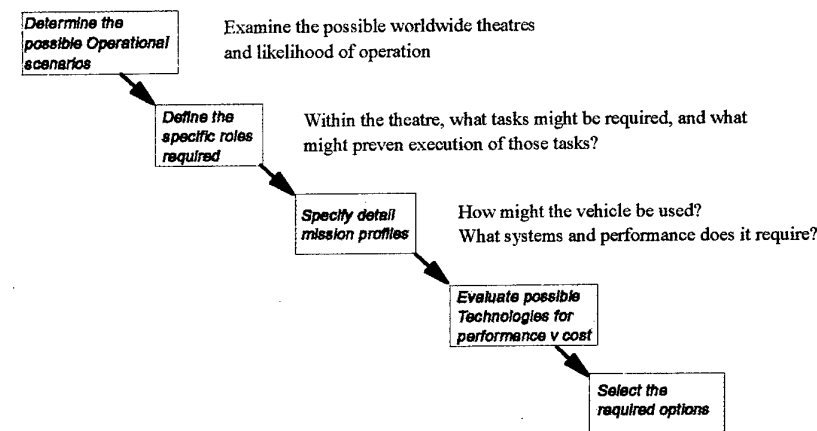 Determine the
possible Operational
scenarios
Examine the possible worldwide theatres
and likelihood of operation
Define the
specific roles
required
Within the theatre, what tasks might be required, and what
might preven execution of those tasks?
Specify detail
mission profiles
How might the vehicle be used?
What systems and performance does it require?
Evaluate possible
Technologies for
performance v cost
Select the
required options